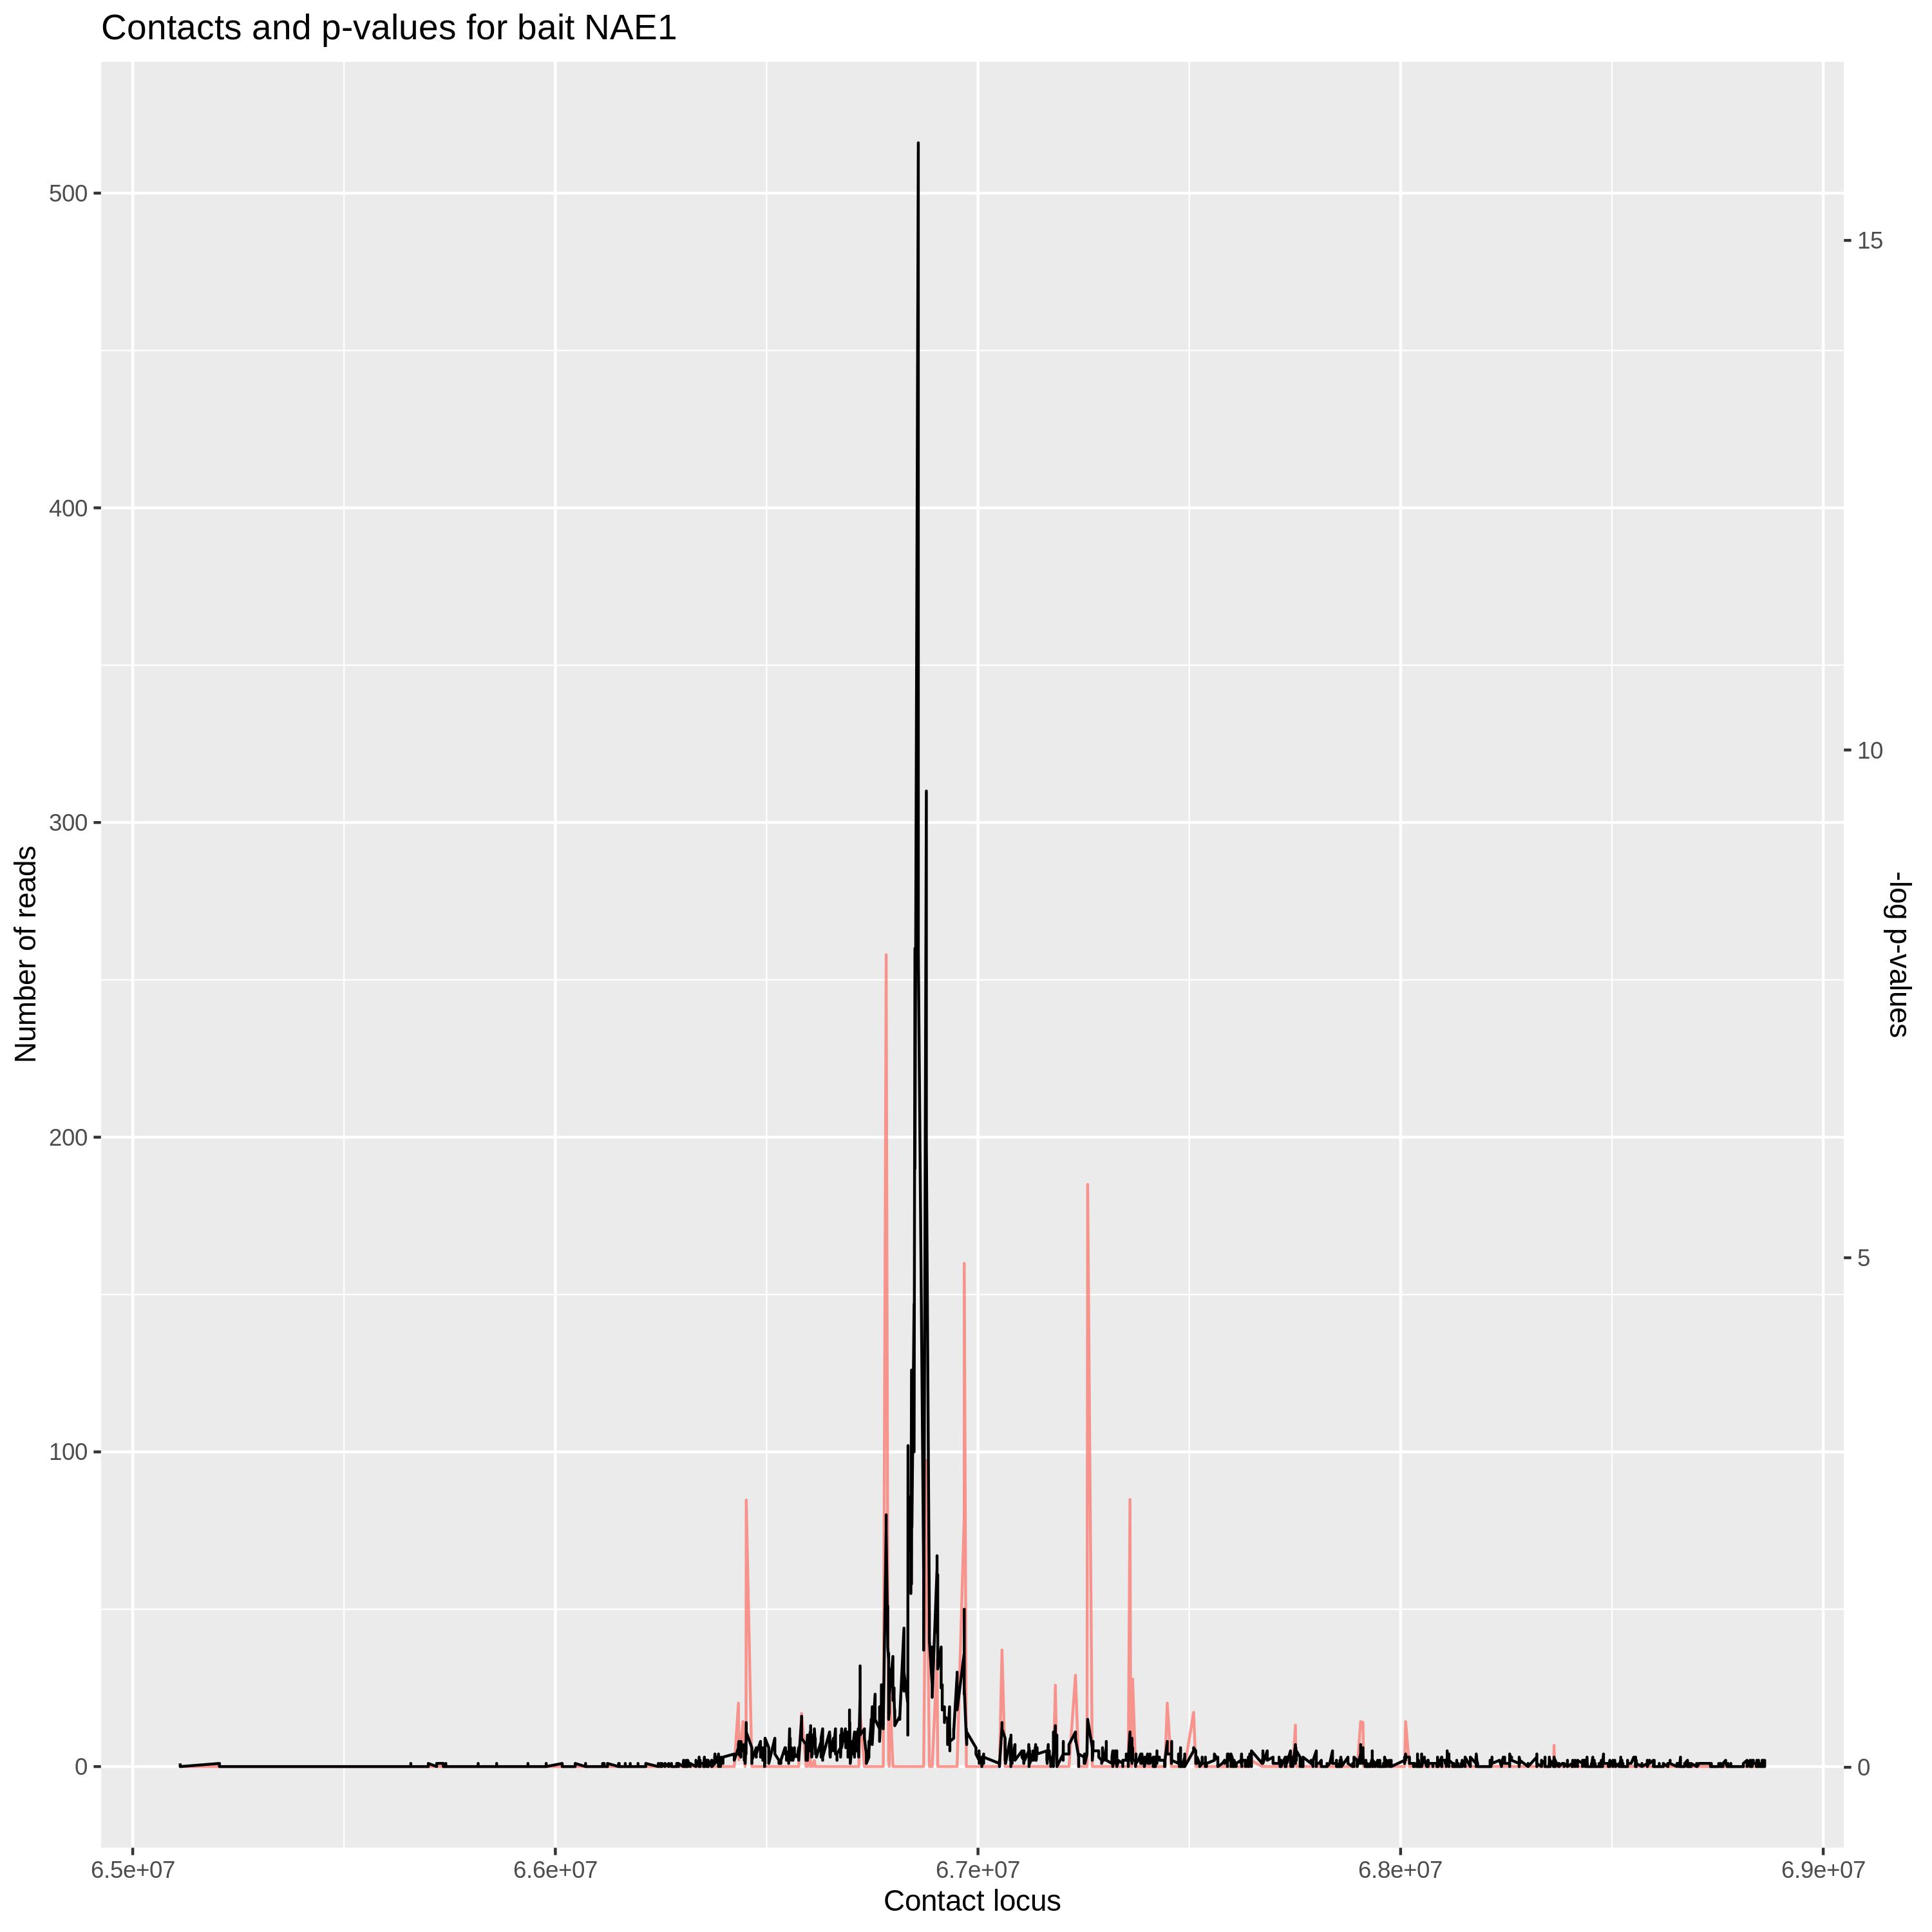 Contacts and p-values for bait NAE1
500
400
300
200
100
0
Number of reads
15
10
5
0
-log p-values
6.5e+07
6.6e+07
6.7e+07
6.8e+07
6.9e+07
Contact locus